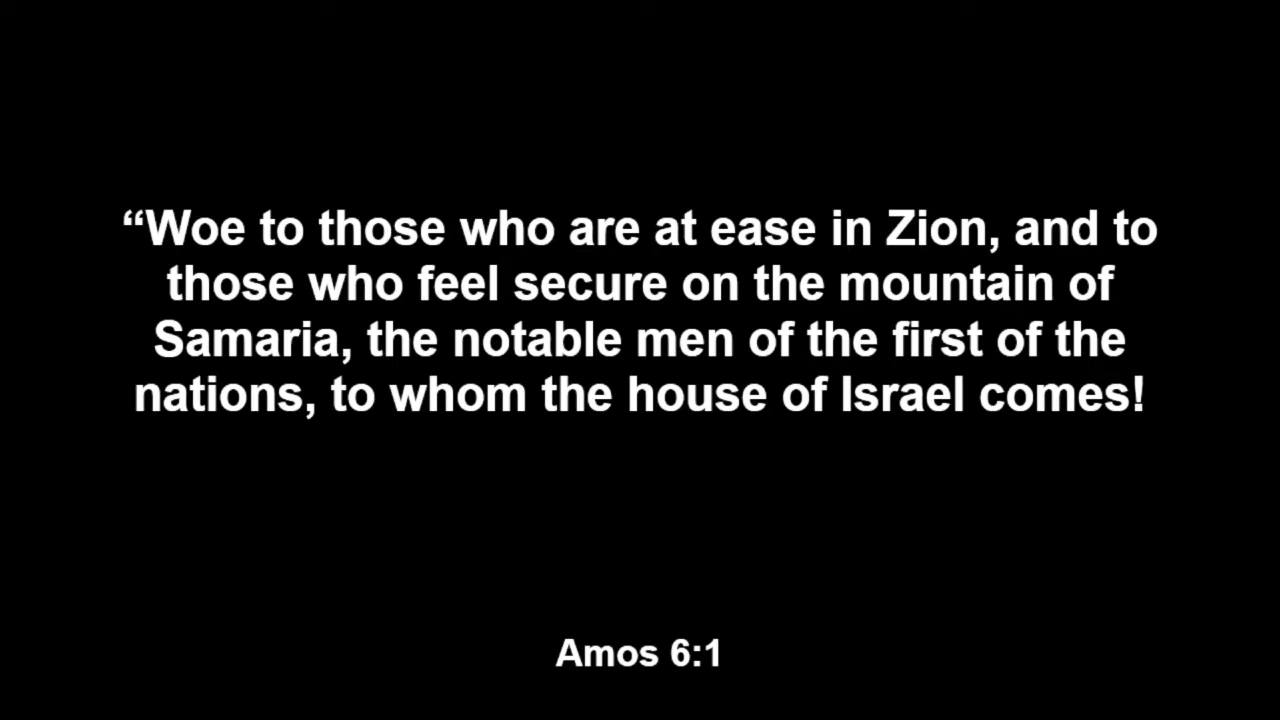 “Woe to those who are at ease in Zion, and to
those who feel secure on the mountain of
Samaria, the notable men of the first of the
nations, to whom the house of Israel comes!
Amos 6:1